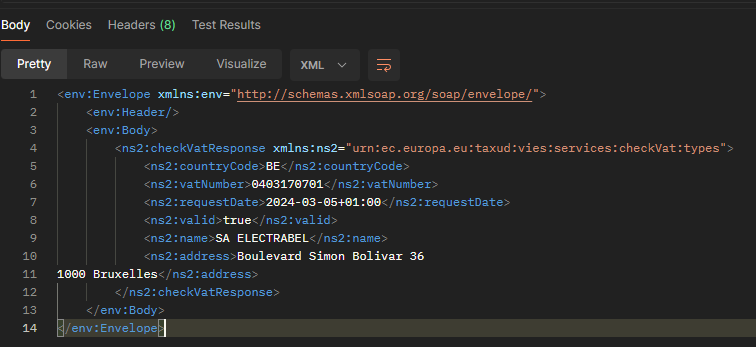 Body Cookies Headers (8) Test Results
Pretty Raw Preview Visualize XML
1 <env:Envelope xmlns:env="http://schemas.xmlsoap.org/soap/envelope/">
2 <env:Header/>
3 <env:Body>
4 <ns2:checkVatResponse xmlns:ns2="urn:ec.europa.eu:taxud:vies:services:checkVat:types">
5 <ns2:countryCode>BE</ns2:countryCode>
6 <ns2:vatNumber>0403170701</ns2:vatNumber>
7 <ns2:requestDate>2024-03-05+01:00</ns2:requestDate>
8 <ns2:valid>true</ns2:valid>
9 <ns2:name>SA ELECTRABEL</ns2:name>
10 <ns2:address>Boulevard Simon Bolivar 36
11 1000 Bruxelles</ns2:address>
12 </ns2:checkVatResponse>
13 </env:Body>
14 </env:Envelope>